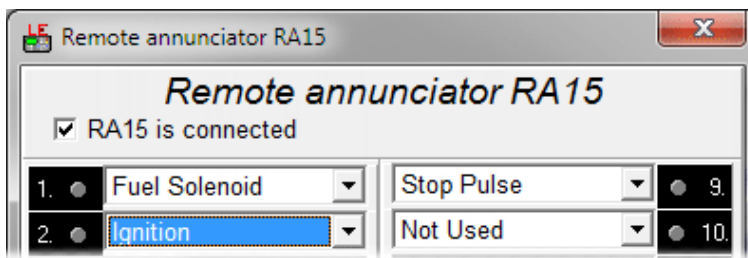 Remote annunciator RA15
Remote annunciator RA15
RA15 is connected
1. Fuel Solenoid Stop Pulse 9.
2. Ignition Not Used 10.